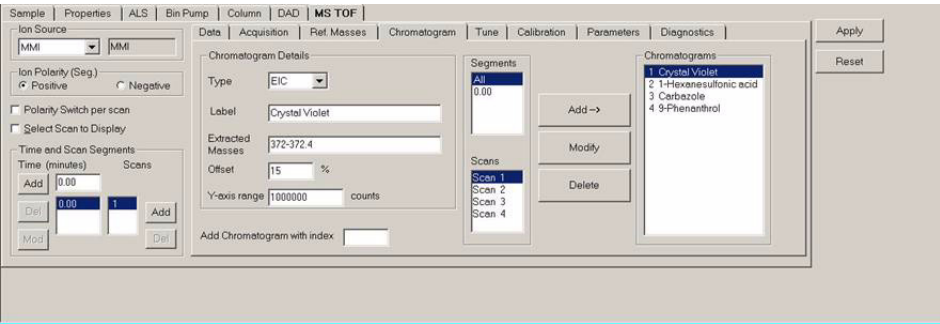 Sample Properties ALS Bin Pump Column DAD MS TOF
Ion Source
MMI MMI
Ion Polarity (Seg.)
Positive Negative
Polarity Switch per scan
Select Scan to Display
Time and Scan Segments
Time (minutes) Scans
Add 0.00
Del 0.00 1 Add
Mod Del
Data Acquisition Ref. Masses Chromatogram Tune Calibration Parameters Diagnostics
Chromatogram Details
Type EIC
Label Crystal Violet
Extracted
Masses 372-372.4
Offset 15 %
Y-axis range 1000000 counts
Add Chromatogram with index
Segments
All
0.00
Scans
Scan 1
Scan 2
Scan 3
Scan 4
Add -->
Modify
Delete
Chromatograms
1 Crystal Violet
2 1-Hexanesulfonic acid
3 Carbazole
4 9-Phenanthrol
Apply
Reset